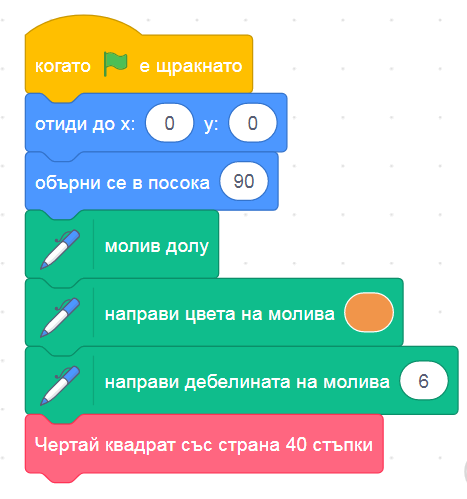 когато е щракнато
отиди до x: 0 y: 0
обърни се в посока 90
молив долу
направи цвета на молива
направи дебелината на молива 6
Чертай квадрат със страна 40 стъпки